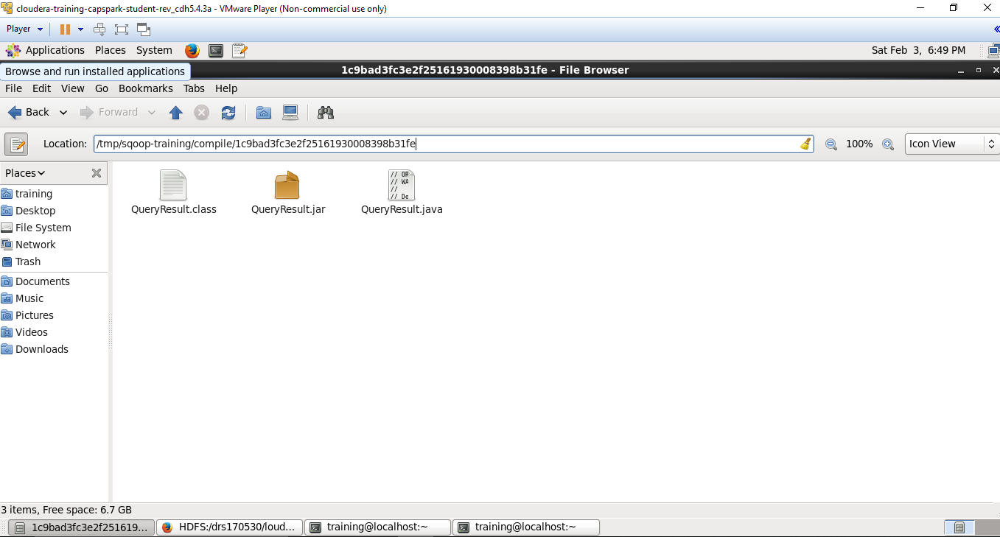 cloudera-training-capspark-student-rev_cdh5.4.3a - VMware Player (Non-commercial use only)
Player
Applications Places System Sat Feb 3, 6:49 PM
Browse and run installed applications 1c9bad3fc3e2f25161930008398b31fe - File Browser
File Edit View Go Bookmarks Tabs Help
Back Forward
Location: /tmp/sqoop-training/compile/1c9bad3fc3e2f25161930008398b31fe 100% Icon View
Places
training
Desktop
File System
Network
Trash
Documents
Music
Pictures
Videos
Downloads
// OR
// WA
//
// De
QueryResult.class QueryResult.jar QueryResult.java
3 items, Free space: 6.7 GB
1c9bad3fc3e2f251619... HDFS:/drs170530/loud... training@localhost:~ training@localhost:~